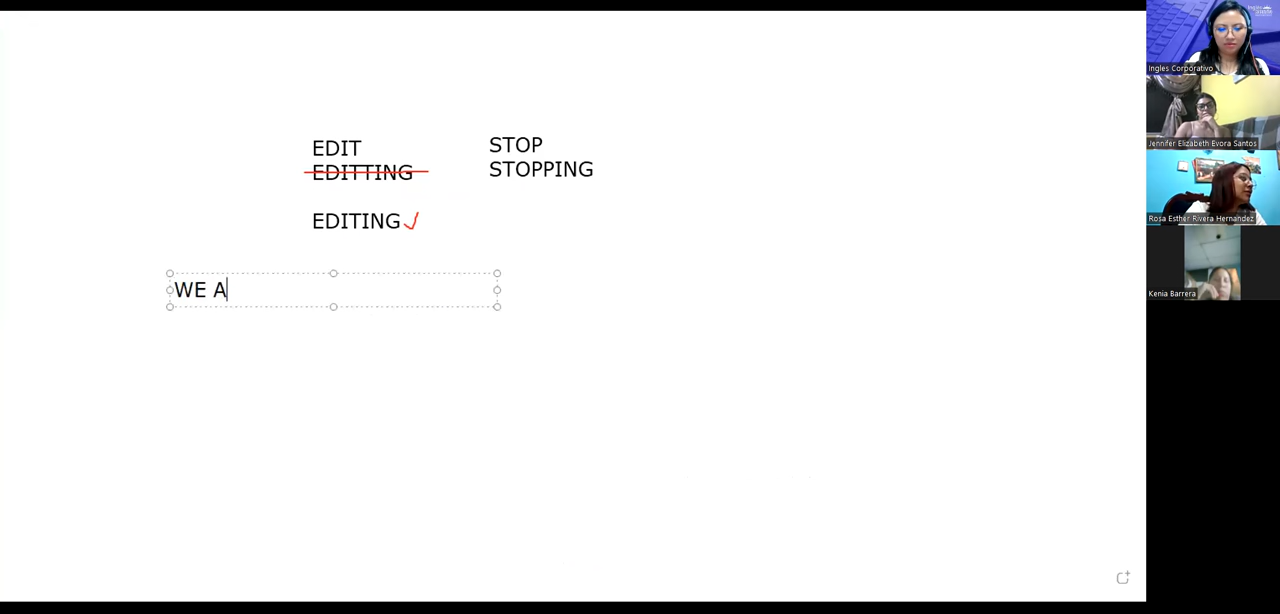 EDIT
EDITTING
EDITING
STOP
STOPPING
WE A
Ingles Corporativo
Jennifer Elizabeth Evora Santos
Rosa Esther Rivera Hernandez
Kenia Barrera